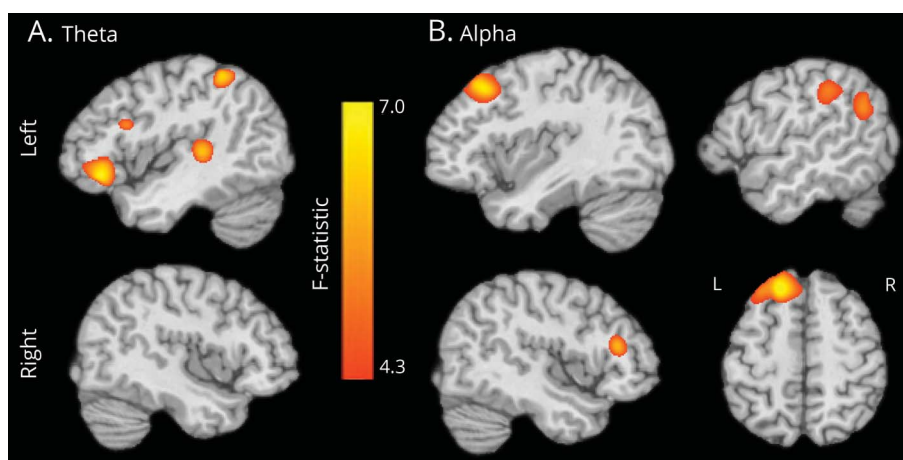 A. Theta
B. Alpha
Left
Right
7.0
F-statistic
4.3
L
R